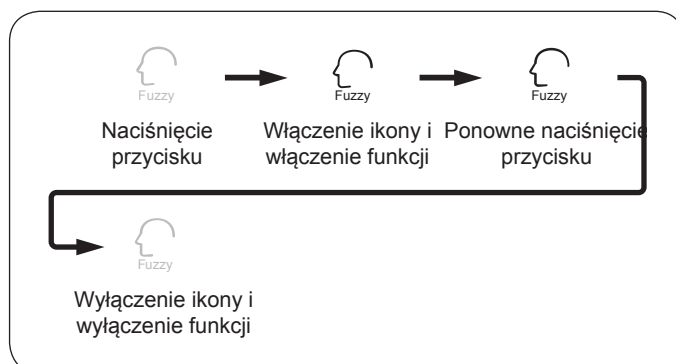 Fuzzy Fuzzy Fuzzy
Naciśnięcie przycisku
Włączenie ikony i włączenie funkcji
Ponowne naciśnięcie przycisku
Fuzzy
Wyłączenie ikony i
wyłączenie funkcji